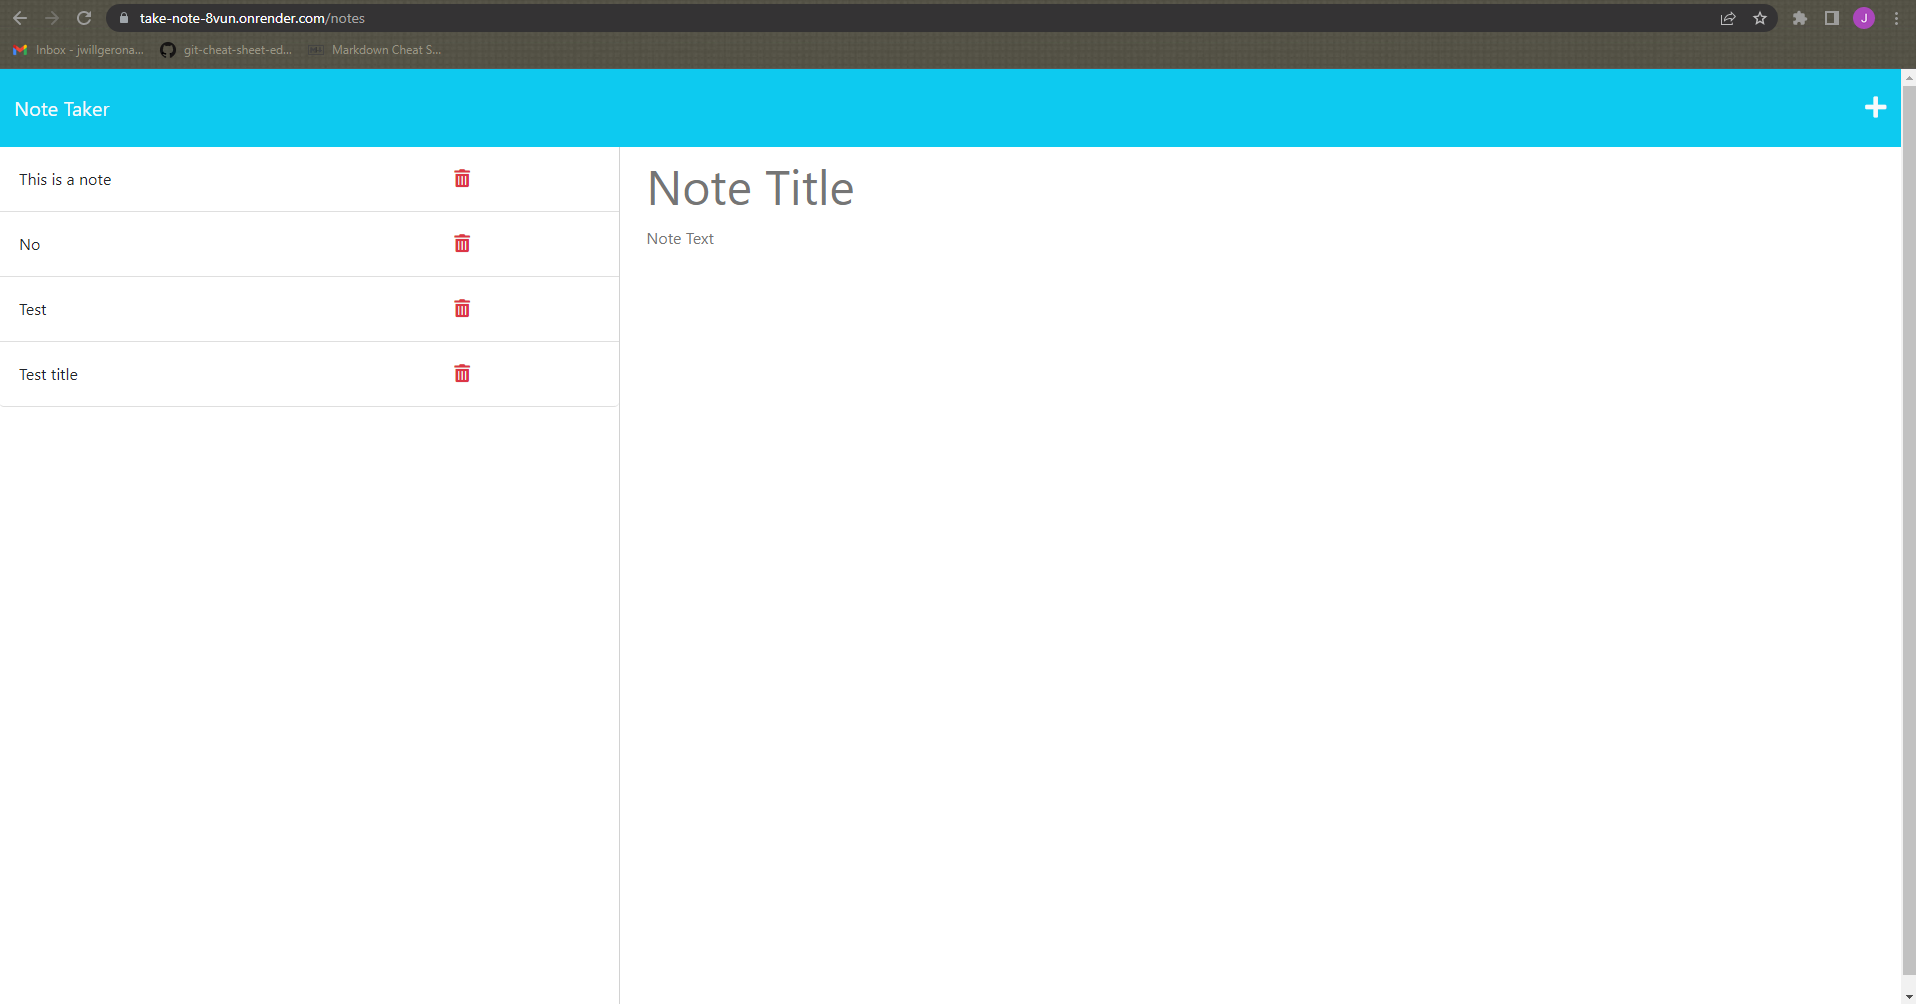 take-note-8vun.onrender.com/notes
J
Inbox - jwillgerona... git-cheat-sheet-ed... Markdown Cheat S...
Note Taker
This is a note
No
Test
Test title
Note Title
Note Text